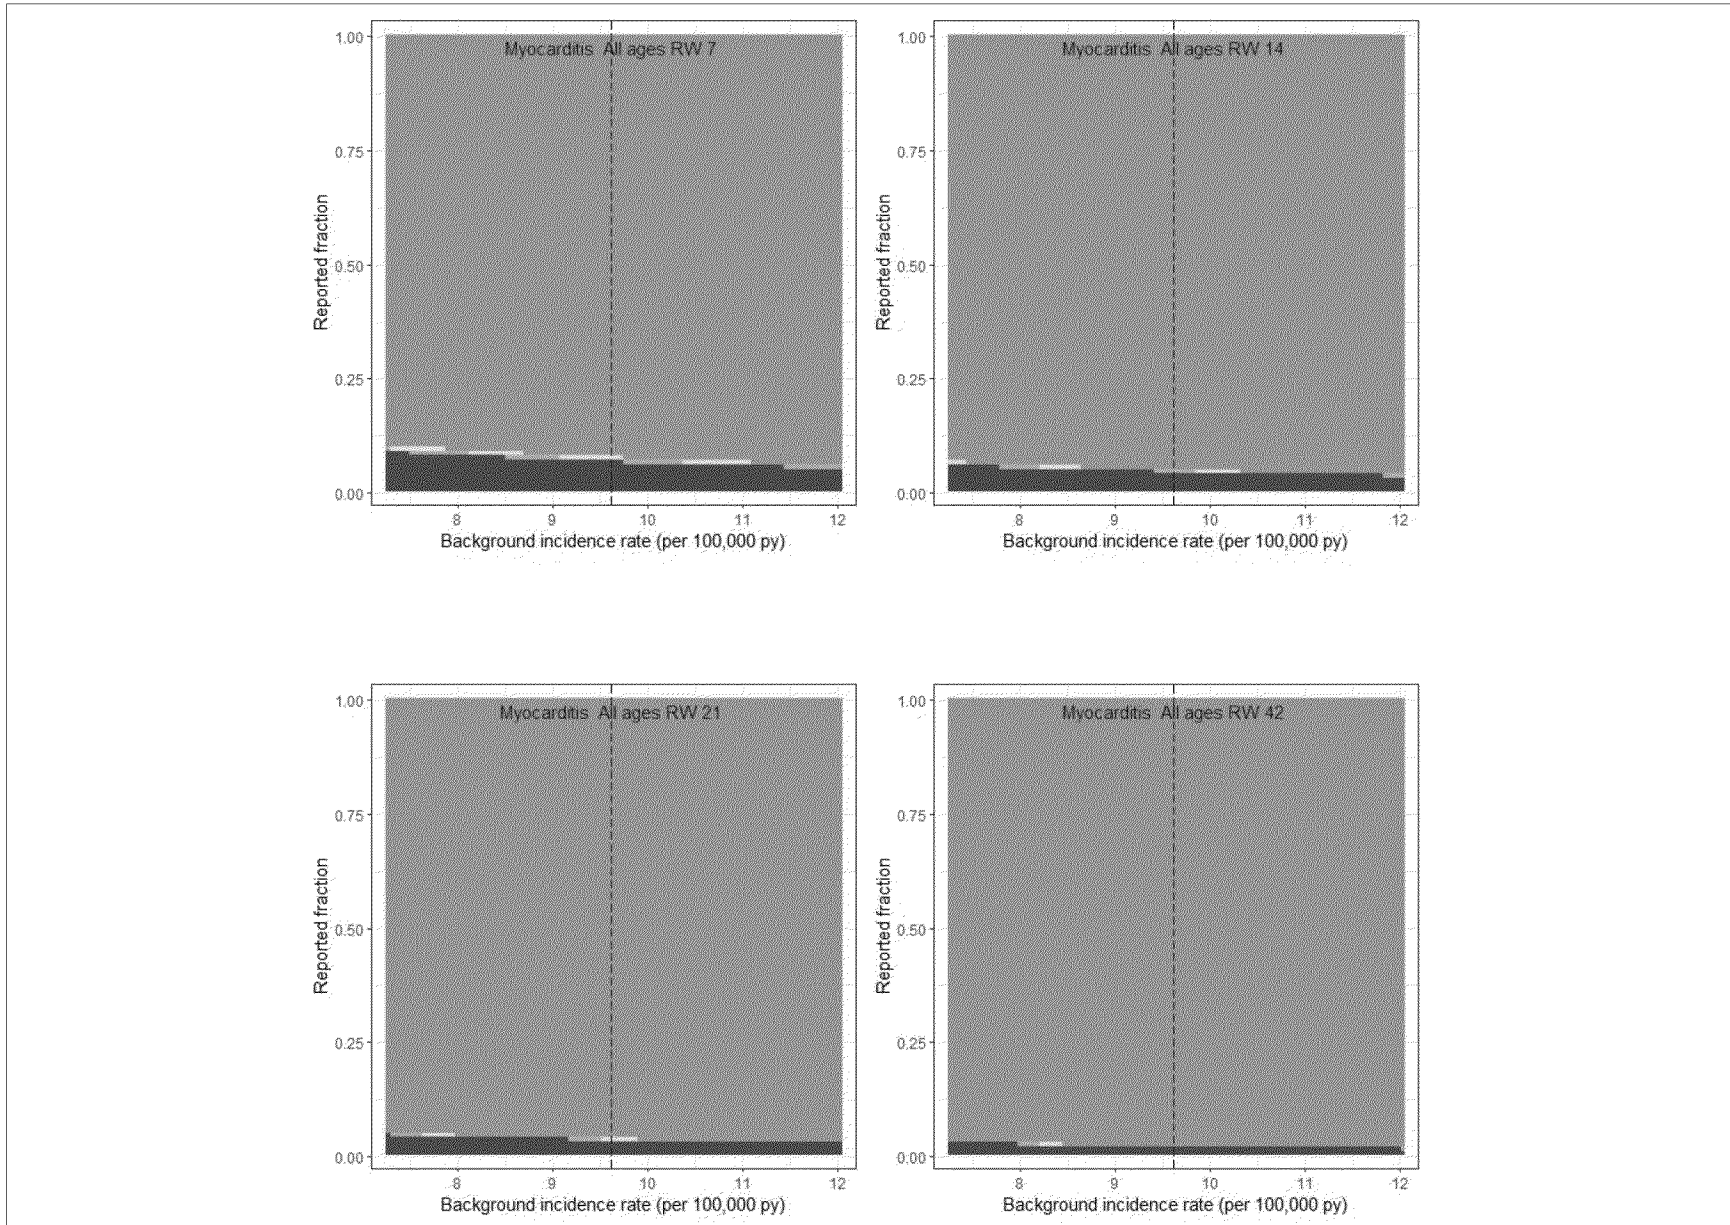 Myocarditis All ages RW 7
1.00
0.75
0.50
0.25
0.00
Reported fraction
8 9 10 11 12
Background incidence rate (per 100,000 py)
Myocarditis All ages RW 14
1.00
0.75
0.50
0.25
0.00
Reported fraction
8 9 10 11 12
Background incidence rate (per 100,000 py)
Myocarditis All ages RW 21
1.00
0.75
0.50
0.25
0.00
Reported fraction
8 9 10 11 12
Background incidence rate (per 100,000 py)
Myocarditis All ages RW 42
1.00
0.75
0.50
0.25
0.00
Reported fraction
8 9 10 11 12
Background incidence rate (per 100,000 py)